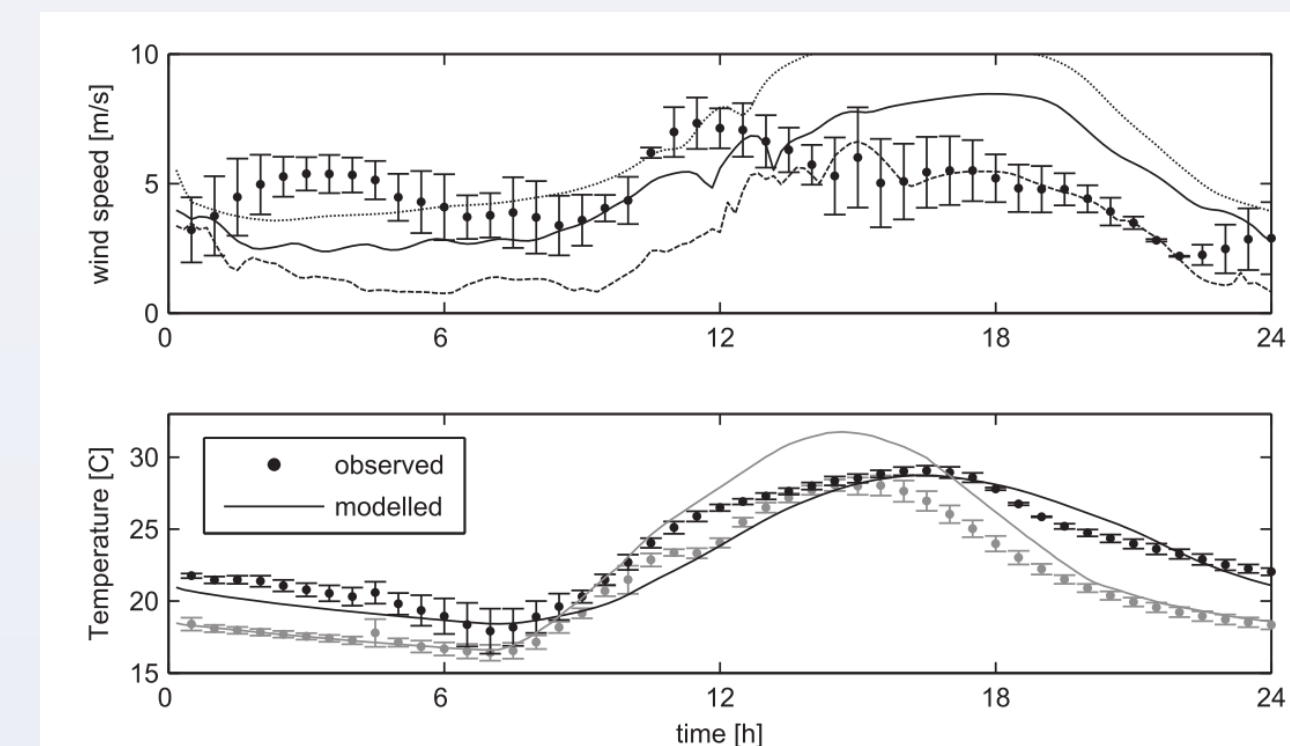 10
wind speed [m/s]
5
0
0 6 12 18 24
30
Temperature [C]
25
20
15
observed
modelled
0 6 12 18 24
time [h]